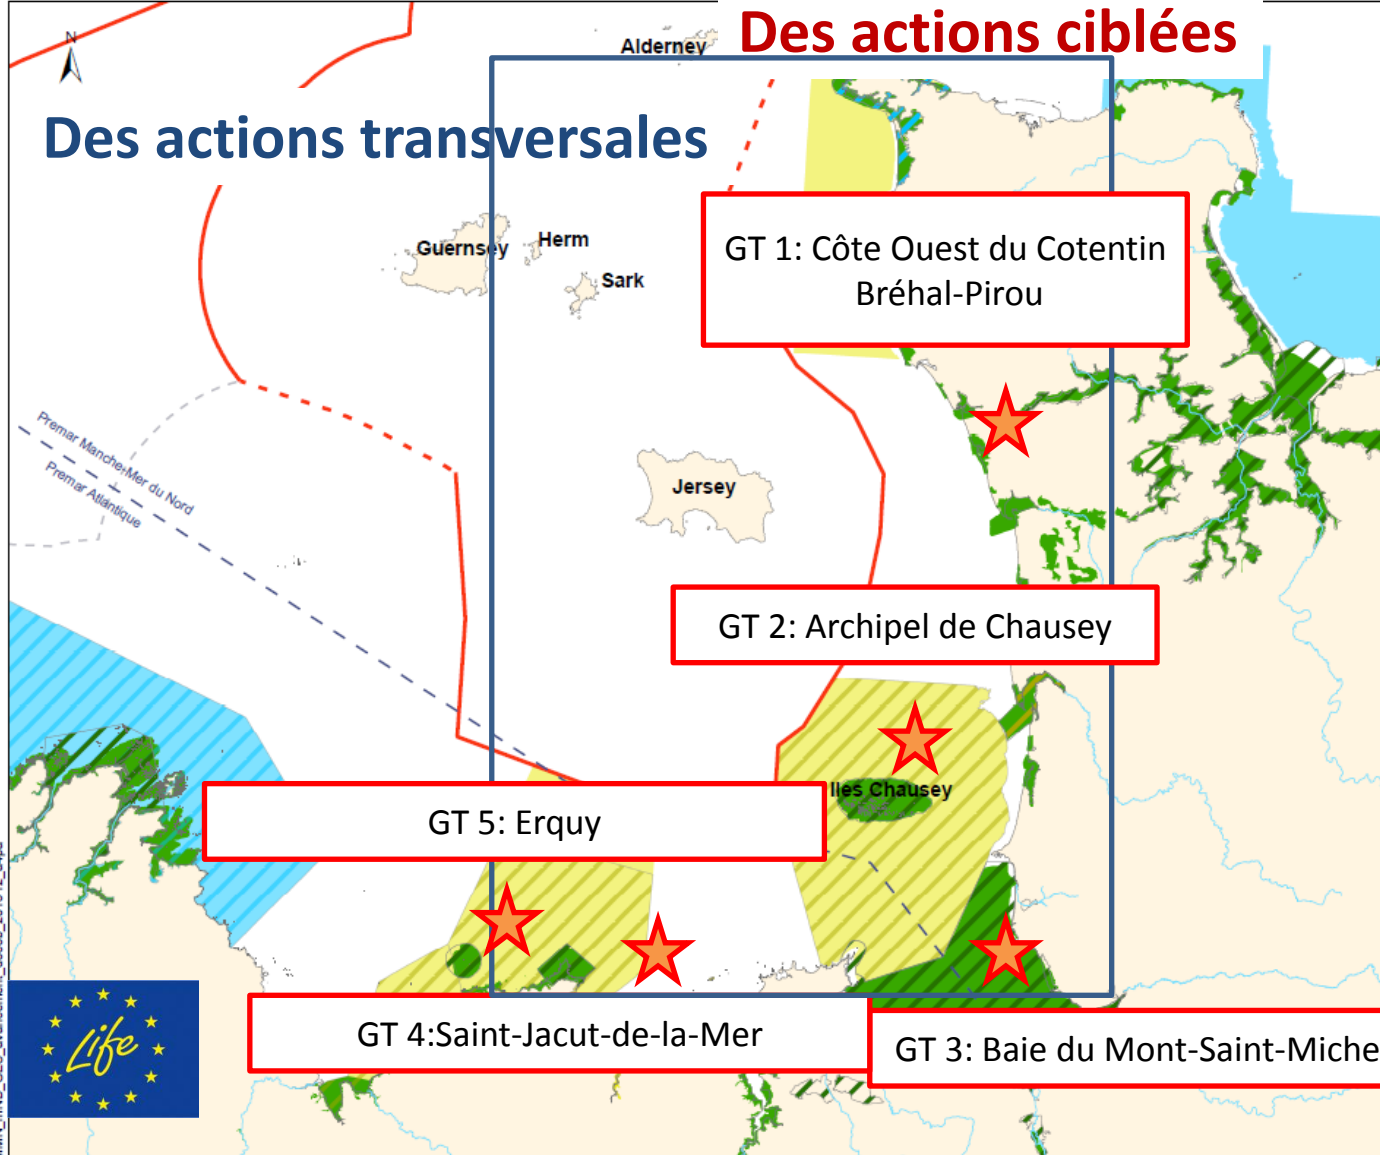 Des actions ciblées
N
Alderney
Des actions transversales
Guernsey
Herm
Sark
GT 1: Côte Ouest du Cotentin
Bréhal-Pirou
Premar Manche-Mer du Nord
Premar Atlantique
Jersey
GT 2: Archipel de Chausey
Iles Chausey
GT 5: Erquy
GT 4:Saint-Jacut-de-la-Mer
GT 3: Baie du Mont-Saint-Miche
Life